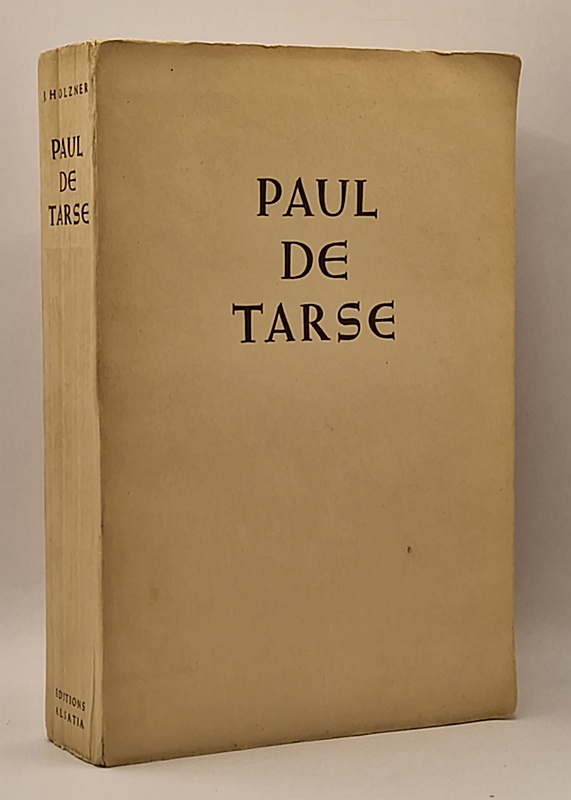 J HOLZNER
PAUL
DE
TARSE
EDITIONS
ALSATIA
PAUL
DE
TARSE